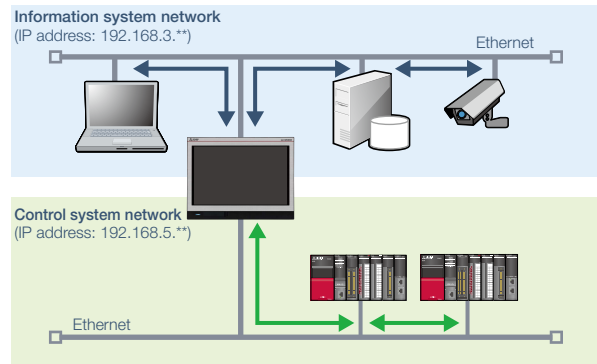 Information system network
(IP address: 192.168.3.**)
Ethernet
Control system network
(IP address: 192.168.5.**)
Ethernet